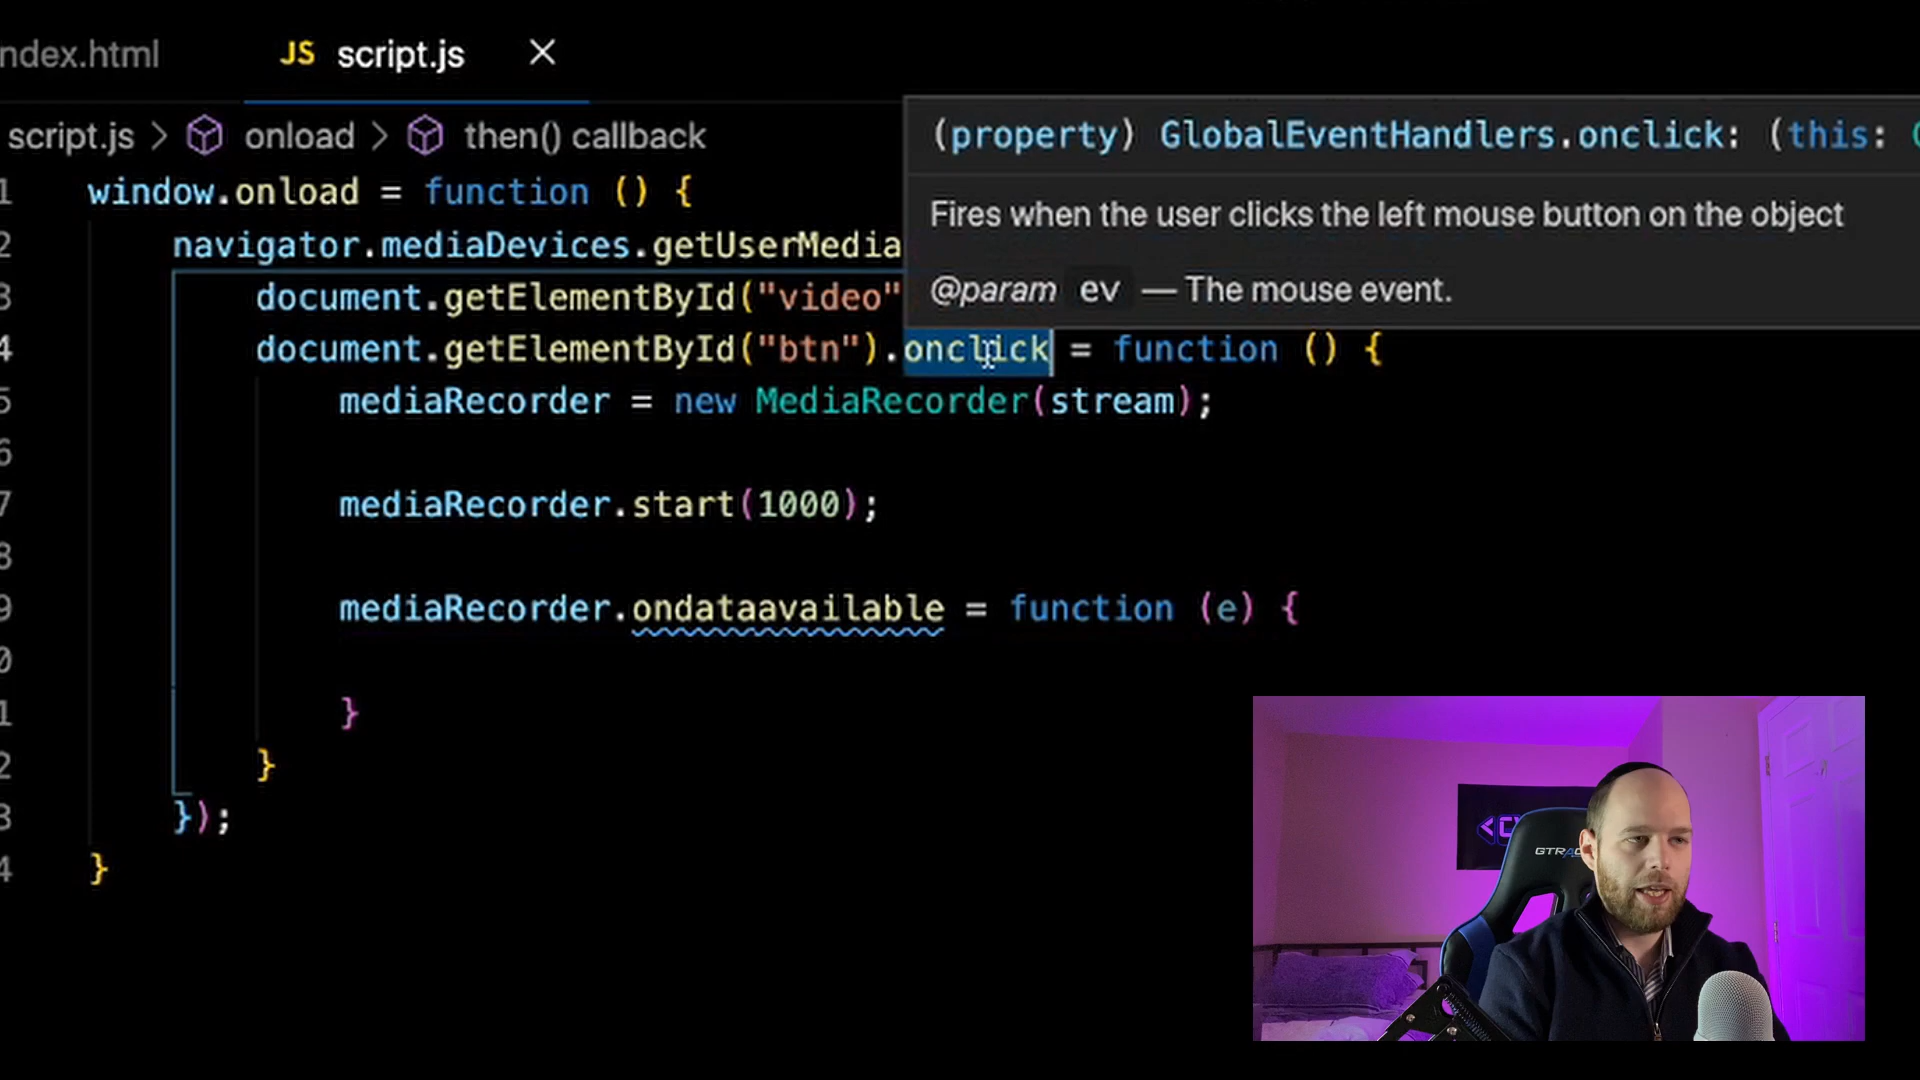 ndex.html JS script.js
script.js > onload > then() callback
(property) GlobalEventHandlers.onclick: (this:
Fires when the user clicks the left mouse button on the object
@param ev — The mouse event.
1 window.onload = function () {
2 navigator.mediaDevices.getUserMedia
3 document.getElementById("video"
4 document.getElementById("btn").onclick = function () {
5 mediaRecorder = new MediaRecorder(stream);
6
7 mediaRecorder.start(1000);
8
9 mediaRecorder.ondataavailable = function (e) {
0
1 }
2 }
3 });
4 }